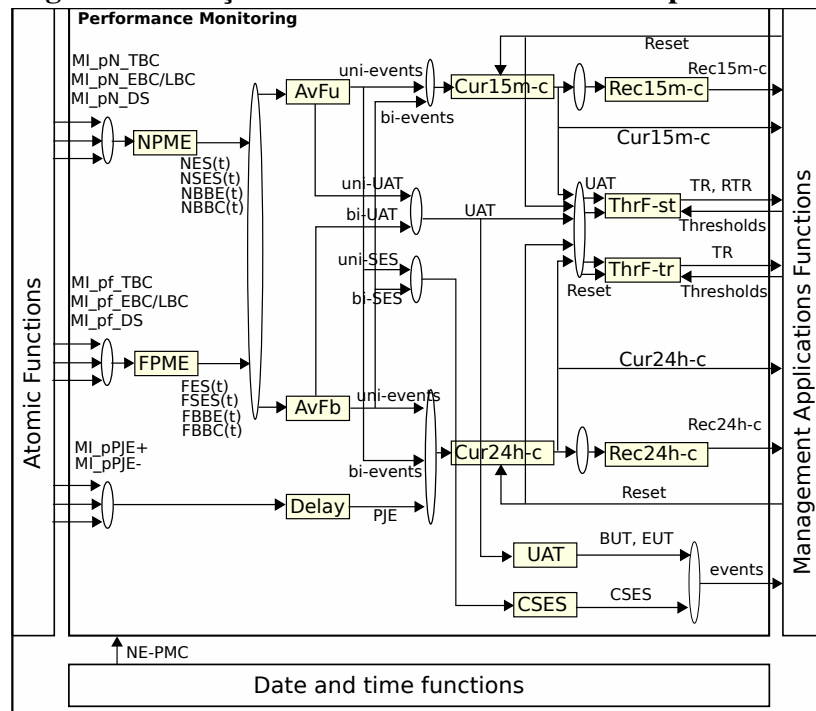 Performance Monitoring
Reset
MI_pN_TBC
MI_pN_EBC/LBC
MI_pN_DS
uni-events
AvFu
Cur15m-c
Rec15m-c
Rec15m-c
bi-events
NPME
Cur15m-c
NES(t)
NSES(t)
NBBE(t)
NBBC(t)
uni-UAT
UAT
TR, RTR
ThrF-st
bi-UAT
UAT
Thresholds
uni-SES
TR
ThrF-tr
MI_pf_TBC
MI_pf_EBC/LBC
MI_pf_DS
bi-SES
Reset
Thresholds
Atomic Functions
Management Applications Functions
FPME
Cur24h-c
FES(t)
FSES(t)
FBBE(t)
FBBC(t)
AvFb
uni-events
Rec24h-c
MI_pPJE+
MI_pPJE-
Cur24h-c
Rec24h-c
bi-events
Reset
Delay
PJE
UAT
BUT, EUT
events
CSES
CSES
NE-PMC
Date and time functions